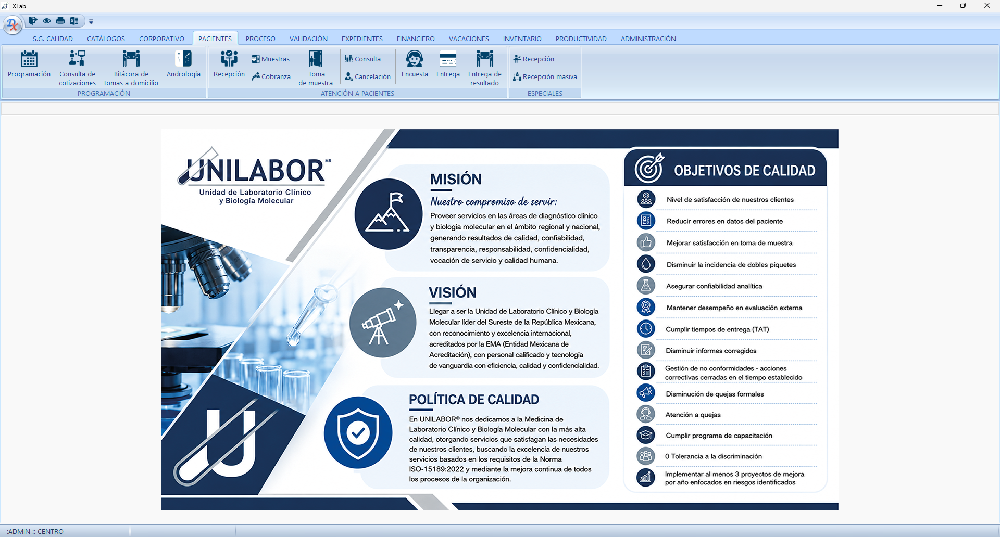 XLab
S.G. CALIDAD CATÁLOGOS CORPORATIVO PACIENTES PROCESO VALIDACIÓN EXPEDIENTES FINANCIERO VACACIONES INVENTARIO PRODUCTIVIDAD ADMINISTRACIÓN
Programación
Consulta de
cotizaciones
Bitácora de
tomas a domicilio
Andrología
PROGRAMACIÓN
Recepción
Muestras
Cobranza
Toma
de muestra
Consulta
Cancelación
Encuesta
Entrega
Entrega de
resultado
ATENCIÓN A PACIENTES
Recepción
Recepción masiva
ESPECIALES
UNILABOR MR
Unidad de Laboratorio Clínico
y Biología Molecular
MISIÓN
Nuestro compromiso de servir:
Proveer servicios en las áreas de diagnóstico clínico
y biología molecular en el ámbito regional y nacional,
generando resultados de calidad, confiabilidad,
transparencia, responsabilidad, confidencialidad,
vocación de servicio y calidad humana.
VISIÓN
Llegar a ser la Unidad de Laboratorio Clínico y Biología
Molecular líder del Sureste de la República Mexicana,
con reconocimiento y excelencia internacional,
acreditados por la EMA (Entidad Mexicana de
Acreditación), con personal calificado y tecnología
de vanguardia con eficiencia, calidad y confidencialidad.
POLÍTICA DE CALIDAD
En UNILABOR® nos dedicamos a la Medicina de
Laboratorio Clínico y Biología Molecular con la más alta
calidad, otorgando servicios que satisfagan las necesidades
de nuestros clientes, buscando la excelencia de nuestros
servicios basados en los requisitos de la Norma
ISO-15189:2022 y mediante la mejora continua de todos
los procesos de la organización.
OBJETIVOS DE CALIDAD
Nivel de satisfacción de nuestros clientes
Reducir errores en datos del paciente
Mejorar satisfacción en toma de muestra
Disminuir la incidencia de dobles piquetes
Asegurar confiabilidad analítica
Mantener desempeño en evaluación externa
Cumplir tiempos de entrega (TAT)
Disminuir informes corregidos
Gestión de no conformidades - acciones
correctivas cerradas en el tiempo establecido
Disminución de quejas formales
Atención a quejas
Cumplir programa de capacitación
0 Tolerancia a la discriminación
Implementar al menos 3 proyectos de mejora
por año enfocados en riesgos identificados
U
:ADMIN :: CENTRO